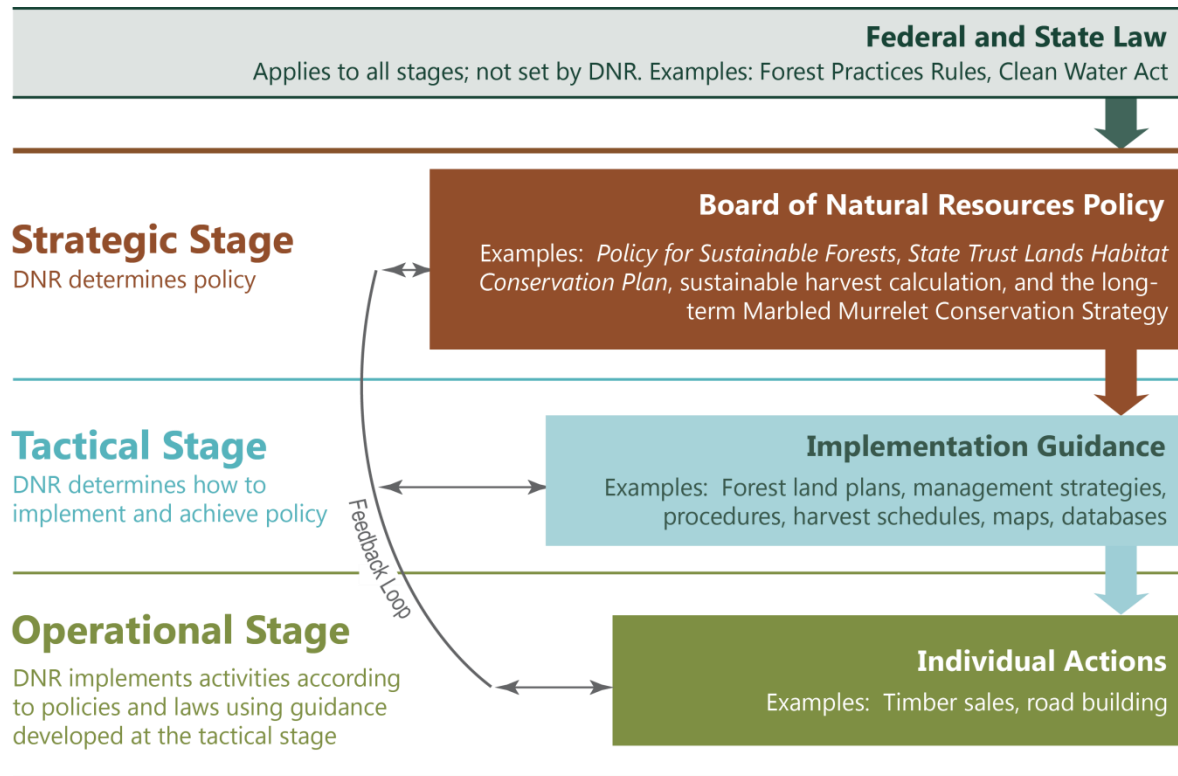 Federal and State Law
Applies to all stages; not set by DNR. Examples: Forest Practices Rules, Clean Water Act
Strategic Stage
DNR determines policy
Board of Natural Resources Policy
Examples: Policy for Sustainable Forests, State Trust Lands Habitat
Conservation Plan, sustainable harvest calculation, and the long-
term Marbled Murrelet Conservation Strategy
Tactical Stage
DNR determines how to
implement and achieve policy
Implementation Guidance
Examples: Forest land plans, management strategies,
procedures, harvest schedules, maps, databases
Feedback Loop
Operational Stage
DNR implements activities according
to policies and laws using guidance
developed at the tactical stage
Individual Actions
Examples: Timber sales, road building